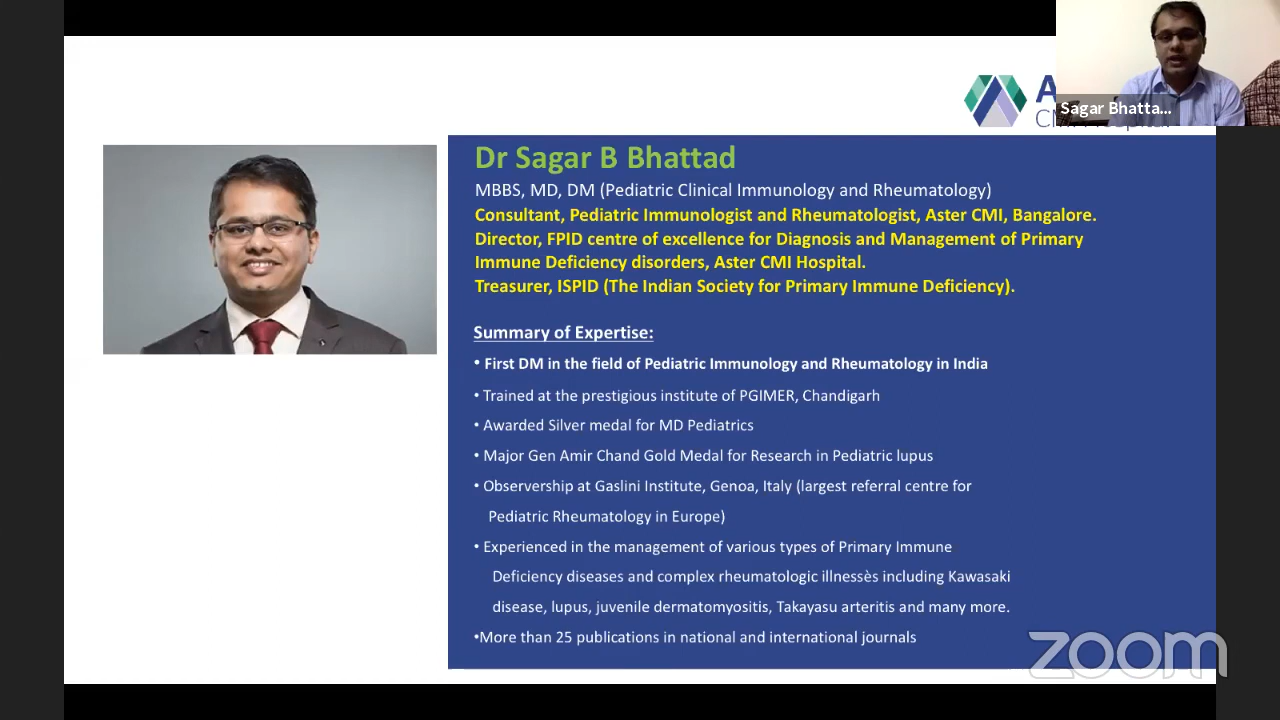 Sagar Bhatta...
Dr Sagar B Bhattad
MBBS, MD, DM (Pediatric Clinical Immunology and Rheumatology)
Consultant, Pediatric Immunologist and Rheumatologist, Aster CMI, Bangalore.
Director, FPID centre of excellence for Diagnosis and Management of Primary
Immune Deficiency disorders, Aster CMI Hospital.
Treasurer, ISPID (The Indian Society for Primary Immune Deficiency).
Summary of Expertise:
• First DM in the field of Pediatric Immunology and Rheumatology in India
• Trained at the prestigious institute of PGIMER, Chandigarh
• Awarded Silver medal for MD Pediatrics
• Major Gen Amir Chand Gold Medal for Research in Pediatric lupus
• Observership at Gaslini Institute, Genoa, Italy (largest referral centre for
Pediatric Rheumatology in Europe)
• Experienced in the management of various types of Primary Immune
Deficiency diseases and complex rheumatologic illnessès including Kawasaki
disease, lupus, juvenile dermatomyositis, Takayasu arteritis and many more.
•More than 25 publications in national and international journals
zoom